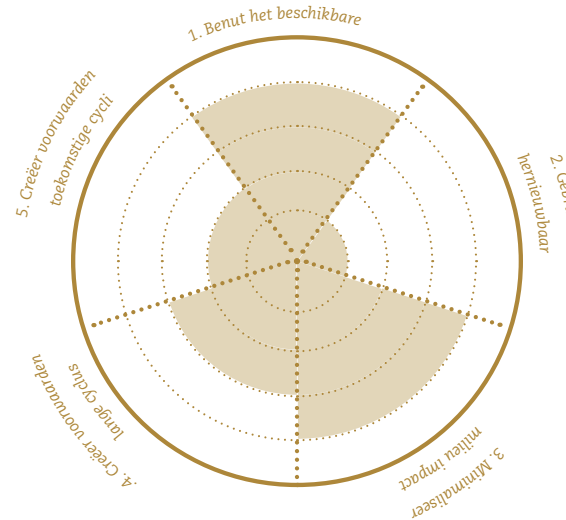 1. Benut het beschikbare
2.
hernieuwbaar
3. Minimaliseer
milieu impact
4. Creëer voorwaarden
lange cyclus
5. Creëer voorwaarden
toekomstige cycli